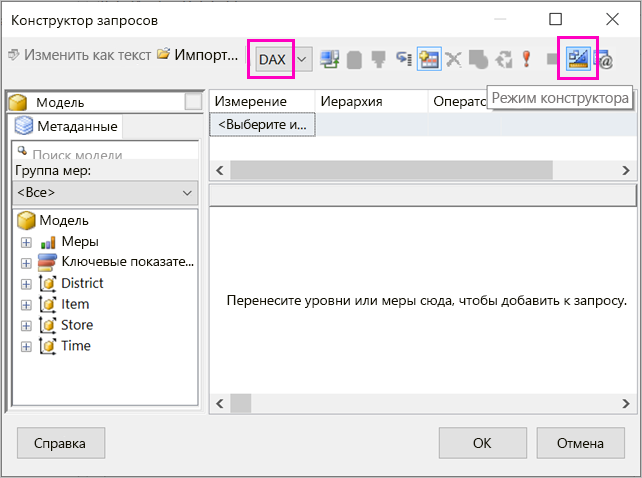 Конструктор запросов
Изменить как текст Импорт... DAX
Режим конструктора
Модель
Метаданные
Поиск модели
Группа мер:
<Все>
Модель
Меры
Ключевые показате...
District
Item
Store
Time
Измерение Иерархия Операто
<Выберите и...
Перенесите уровни или меры сюда, чтобы добавить к запросу.
Справка ОК Отмена